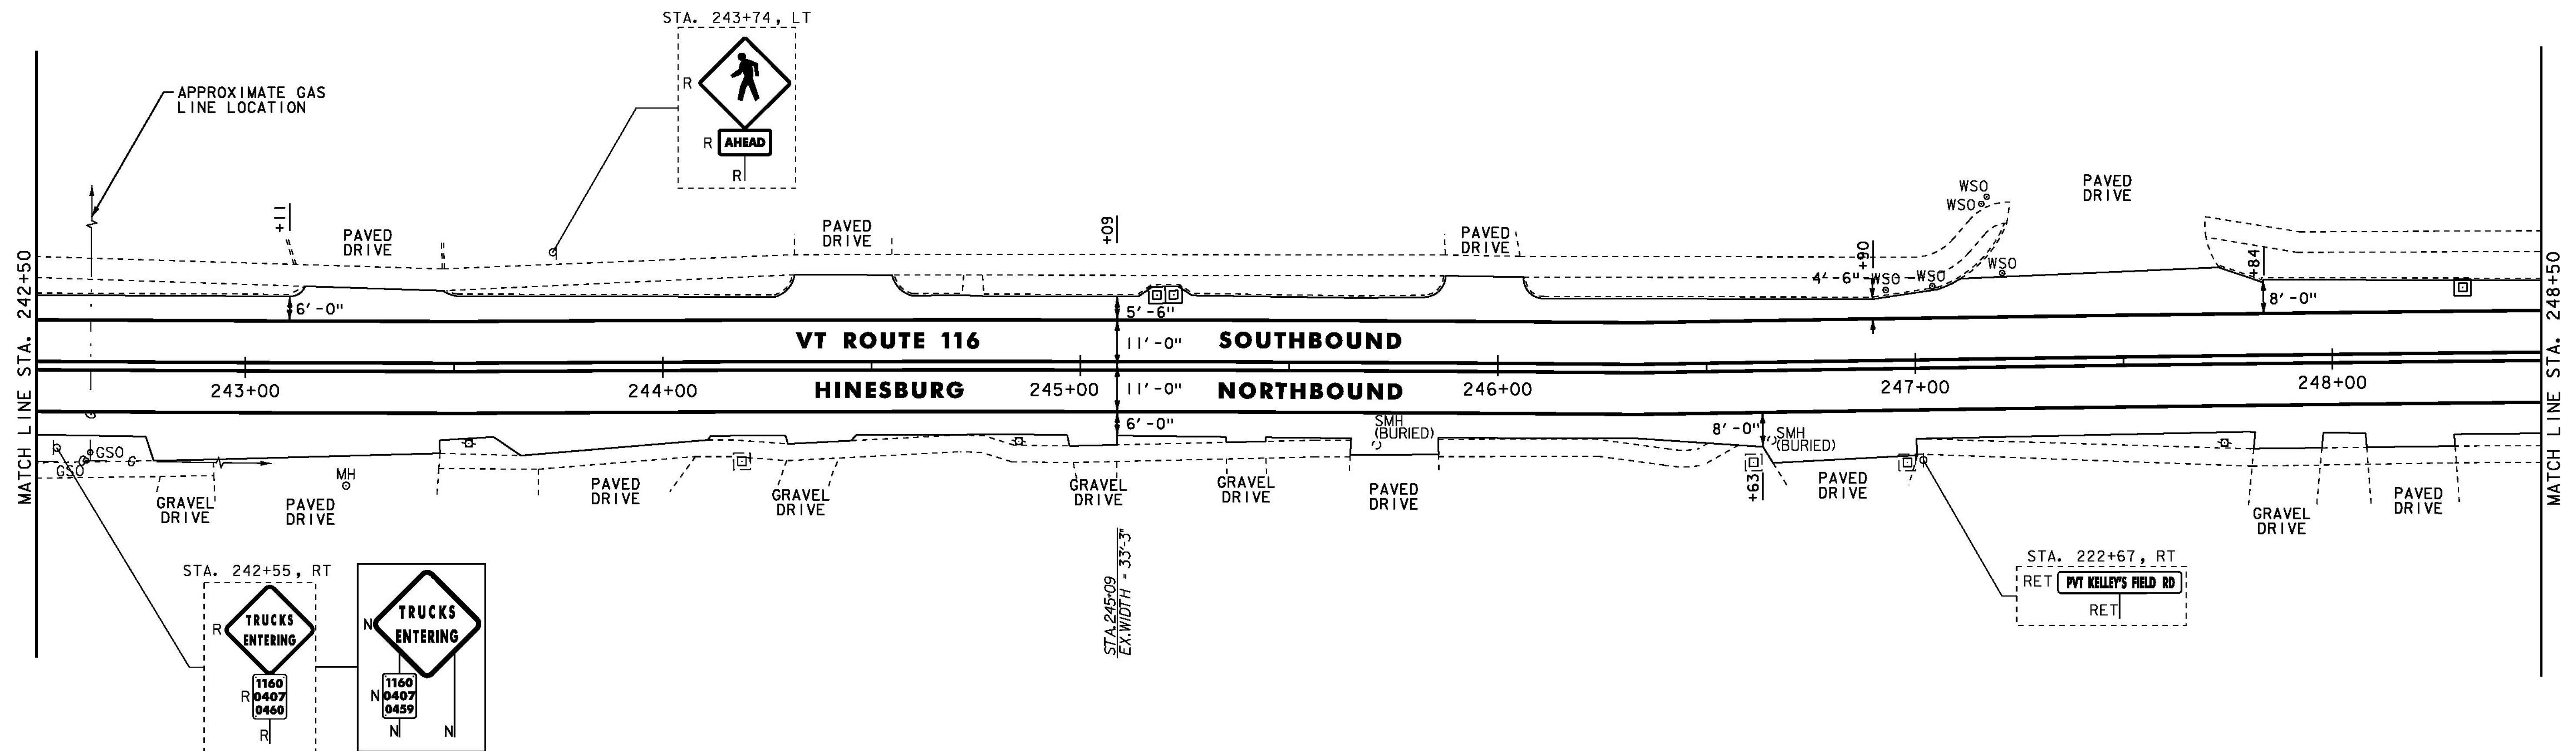 STA. 243+74, LT
R
R
AHEAD
R
APPROXIMATE GAS
LINE LOCATION
MATCH LINE STA. 242+50
+11
PAVED
DRIVE
PAVED
DRIVE
+09
PAVED
DRIVE
+90
4'-6"
WSO
WSO
WSO
WSO
WSO
PAVED
DRIVE
+84
MATCH LINE STA. 248+50
6'-0"
5'-6"
8'-0"
VT ROUTE 116
11'-0"
SOUTHBOUND
243+00
244+00
HINESBURG
245+00
11'-0"
NORTHBOUND
246+00
247+00
248+00
G
6'-0"
SMH
(BURIED)
8'-0"
SMH
(BURIED)
GSO
GSO
G
MH
GRAVEL
DRIVE
PAVED
DRIVE
PAVED
DRIVE
GRAVEL
DRIVE
GRAVEL
DRIVE
GRAVEL
DRIVE
PAVED
DRIVE
+63
PAVED
DRIVE
GRAVEL
DRIVE
PAVED
DRIVE
STA.245+09
EX.WIDTH = 33'-3"
STA. 222+67, RT
RET
PVT KELLEY'S FIELD RD
RET
STA. 242+55, RT
R
TRUCKS
ENTERING
R
1160
0407
0460
R
N
TRUCKS
ENTERING
N
1160
0407
0459
N
N